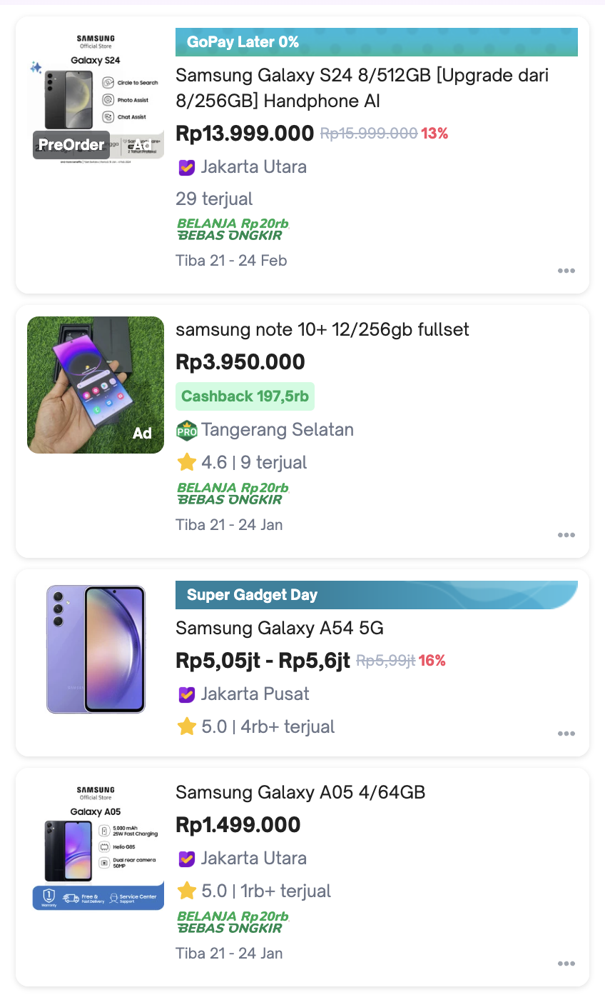 GoPay Later 0%
SAMSUNG
Official Store
Galaxy S24
Circle to Search
Photo Assist
Chat Assist
PreOrder
Ad
2 Tahun Proteksi
Samsung Galaxy S24 8/512GB [Upgrade dari
8/256GB] Handphone AI
Rp13.999.000 Rp15.999.000 13%
Jakarta Utara
29 terjual
BELANJA Rp20rb
BEBAS ONGKIR
Tiba 21 - 24 Feb
Ad
samsung note 10+ 12/256gb fullset
Rp3.950.000
Cashback 197,5rb
PRO Tangerang Selatan
4.6 | 9 terjual
BELANJA Rp20rb
BEBAS ONGKIR
Tiba 21 - 24 Jan
SAMSUNG
Super Gadget Day
Samsung Galaxy A54 5G
Rp5,05jt - Rp5,6jt Rp5,99jt 16%
Jakarta Pusat
5.0 | 4rb+ terjual
SAMSUNG
Official Store
Galaxy A05
5,000 mAh
25W Fast Charging
Helio G85
Dual rear camera
50MP
1
Warranty
Free &
Fast Delivery
Service Center
Support
Samsung Galaxy A05 4/64GB
Rp1.499.000
Jakarta Utara
5.0 | 1rb+ terjual
BELANJA Rp20rb
BEBAS ONGKIR
Tiba 21 - 24 Jan